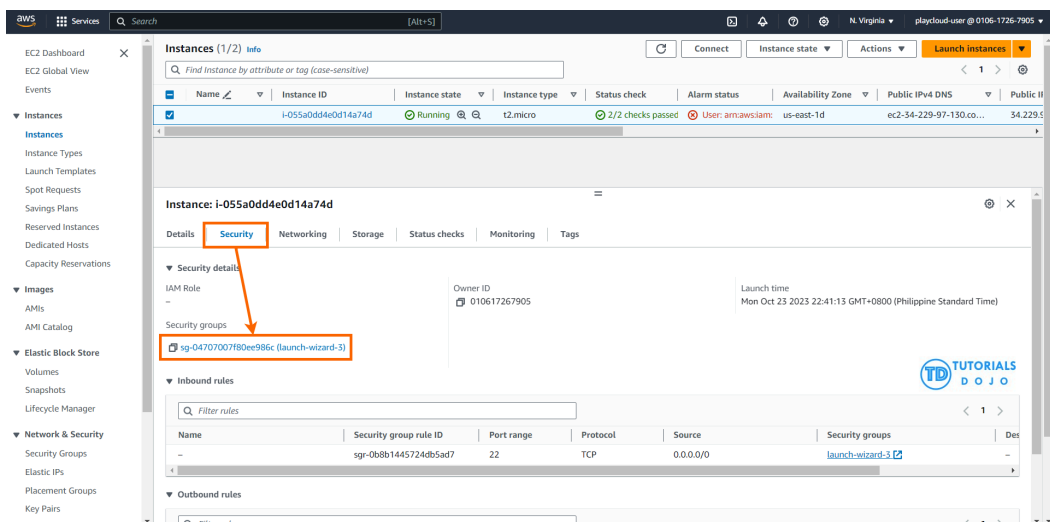 aws Services Search [Alt+S] N. Virginia playcloud-user @ 0106-1726-7905
EC2 Dashboard
EC2 Global View
Events
Instances
Instances
Instance Types
Launch Templates
Spot Requests
Savings Plans
Reserved Instances
Dedicated Hosts
Capacity Reservations
Images
AMIs
AMI Catalog
Elastic Block Store
Volumes
Snapshots
Lifecycle Manager
Network & Security
Security Groups
Elastic IPs
Placement Groups
Key Pairs
Instances (1/2) Info Connect Instance state Actions Launch instances
Find Instance by attribute or tag (case-sensitive) 1
Name Instance ID Instance state Instance type Status check Alarm status Availability Zone Public IPv4 DNS Public
i-055a0dd4e0d14a74d Running t2.micro 2/2 checks passed User: arn:aws:iam: us-east-1d ec2-34-229-97-130.co...
Instance: i-055a0dd4e0d14a74d
Details Security Networking Storage Status checks Monitoring Tags
Security details
IAM Role Owner ID Launch time
– 010617267905 Mon Oct 23 2023 22:41:13 GMT+0800 (Philippine Standard Time)
Security groups
sg-04707007f80ee986c (launch-wizard-3)
TD TUTORIALS
DOJO
Inbound rules
Filter rules 1
Name Security group rule ID Port range Protocol Source Security groups Des
– sgr-0b8b1445724db5ad7 22 TCP 0.0.0.0/0 launch-wizard-3 –
Outbound rules